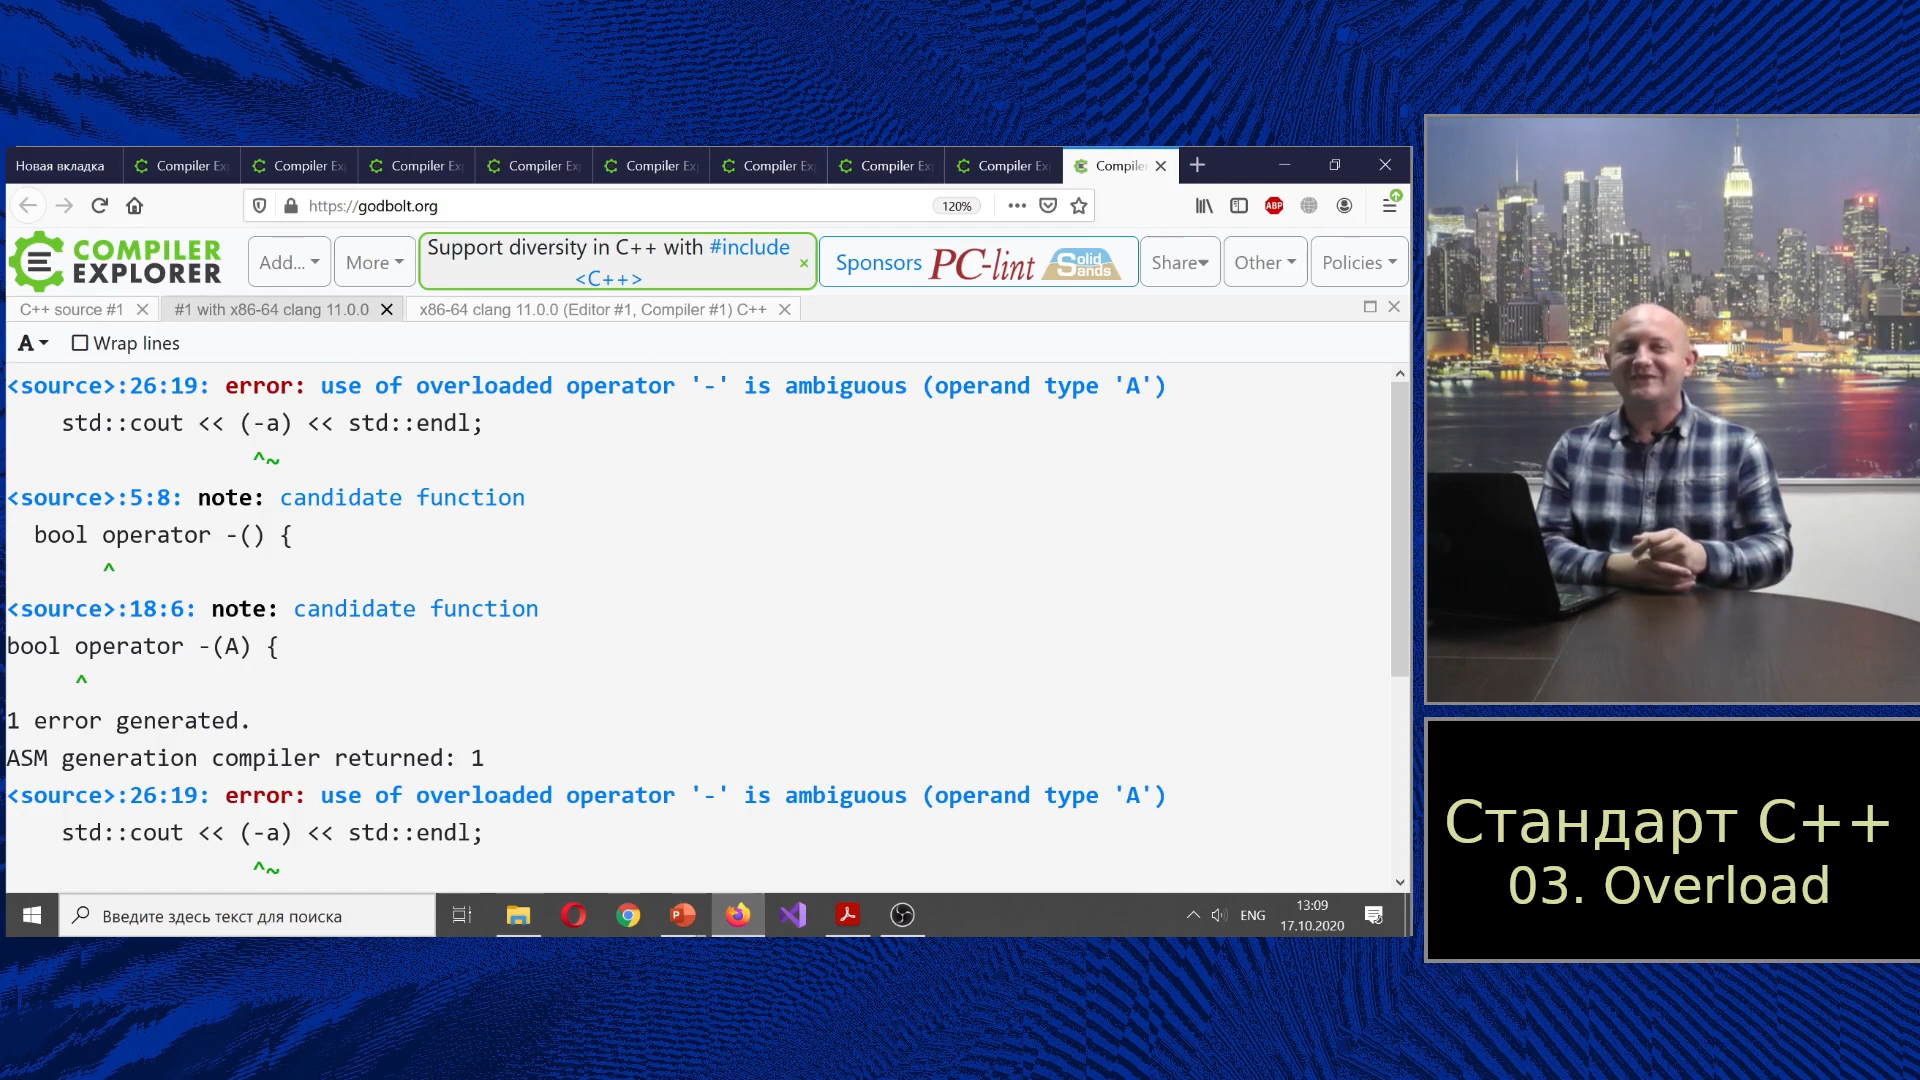 Новая вкладка
Compiler Ex
Compiler Ex
Compiler Ex
Compiler Ex
Compiler Ex
Compiler Ex
Compiler Ex
Compiler Ex
Compile
https://godbolt.org
120%
ABP
COMPILER
EXPLORER
Add...
More
Support diversity in C++ with #include
<C++>
×
Sponsors
PC-lint
Solid
Sands
Share
Other
Policies
C++ source #1
#1 with x86-64 clang 11.0.0
x86-64 clang 11.0.0 (Editor #1, Compiler #1) C++
A
Wrap lines
<source>:26:19: error: use of overloaded operator '-' is ambiguous (operand type 'A')
std::cout << (-a) << std::endl;
^~
<source>:5:8: note: candidate function
bool operator -() {
^
<source>:18:6: note: candidate function
bool operator -(A) {
^
1 error generated.
ASM generation compiler returned: 1
<source>:26:19: error: use of overloaded operator '-' is ambiguous (operand type 'A')
std::cout << (-a) << std::endl;
^~
Введите здесь текст для поиска
ENG
13:09
17.10.2020
Стандарт C++
03. Overload